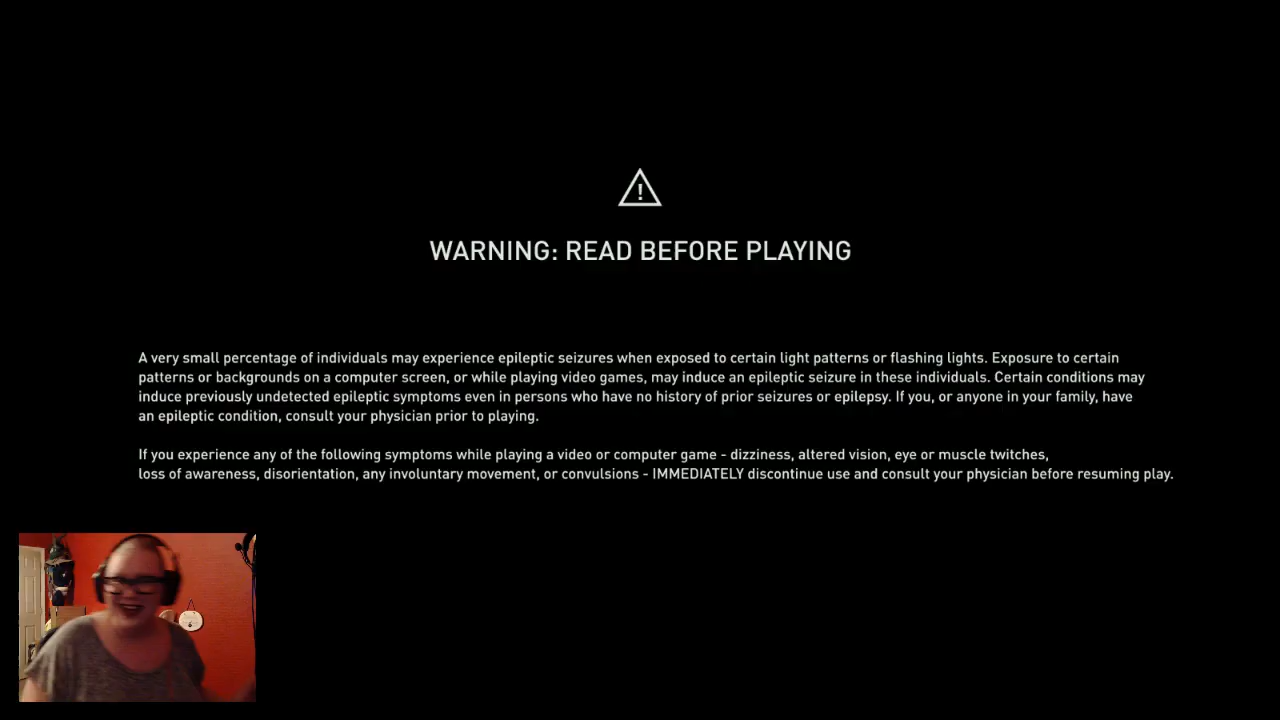 WARNING: READ BEFORE PLAYING
A very small percentage of individuals may experience epileptic seizures when exposed to certain light patterns or flashing lights. Exposure to certain
patterns or backgrounds on a computer screen, or while playing video games, may induce an epileptic seizure in these individuals. Certain conditions may
induce previously undetected epileptic symptoms even in persons who have no history of prior seizures or epilepsy. If you, or anyone in your family, have
an epileptic condition, consult your physician prior to playing.
If you experience any of the following symptoms while playing a video or computer game - dizziness, altered vision, eye or muscle twitches,
loss of awareness, disorientation, any involuntary movement, or convulsions - IMMEDIATELY discontinue use and consult your physician before resuming play.